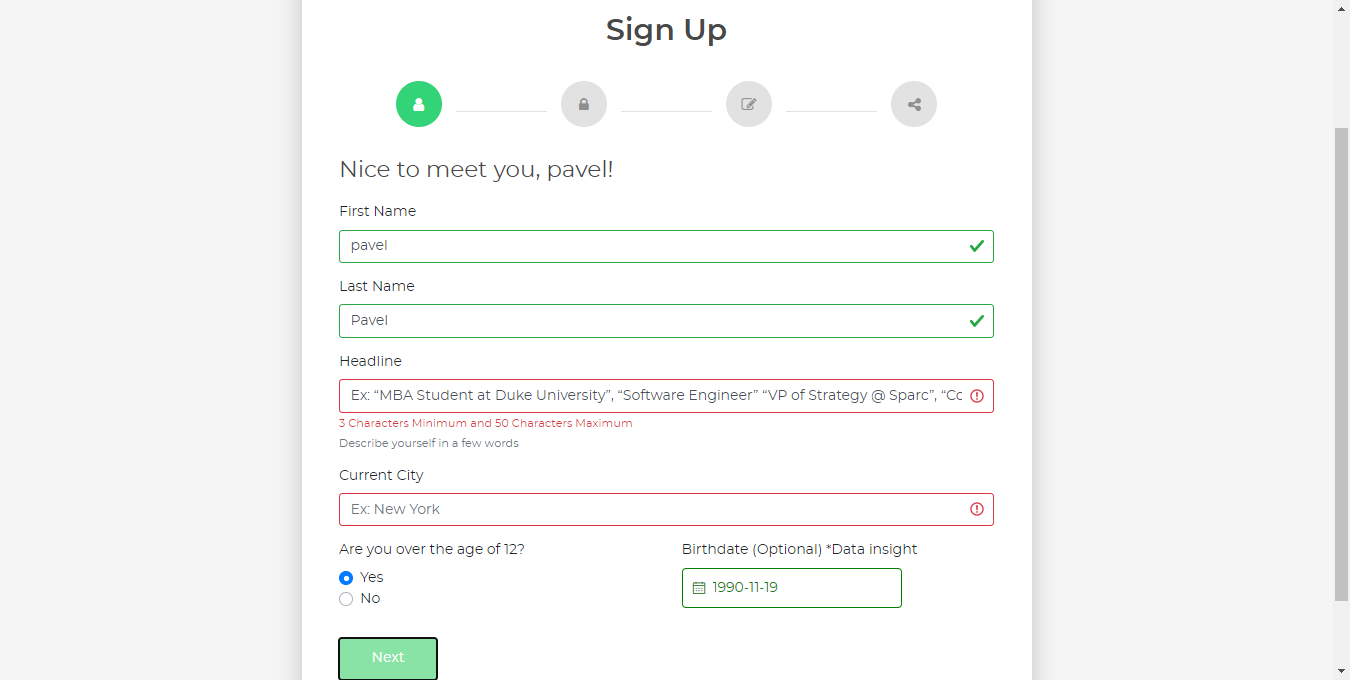 Sign Up
Nice to meet you, pavel!
First Name
pavel
Last Name
Pavel
Headline
Ex: “MBA Student at Duke University”, “Software Engineer” “VP of Strategy @ Sparc”, “Co
3 Characters Minimum and 50 Characters Maximum
Describe yourself in a few words
Current City
Ex: New York
Are you over the age of 12?
Birthdate (Optional) *Data insight
Yes
1990-11-19
No
Next